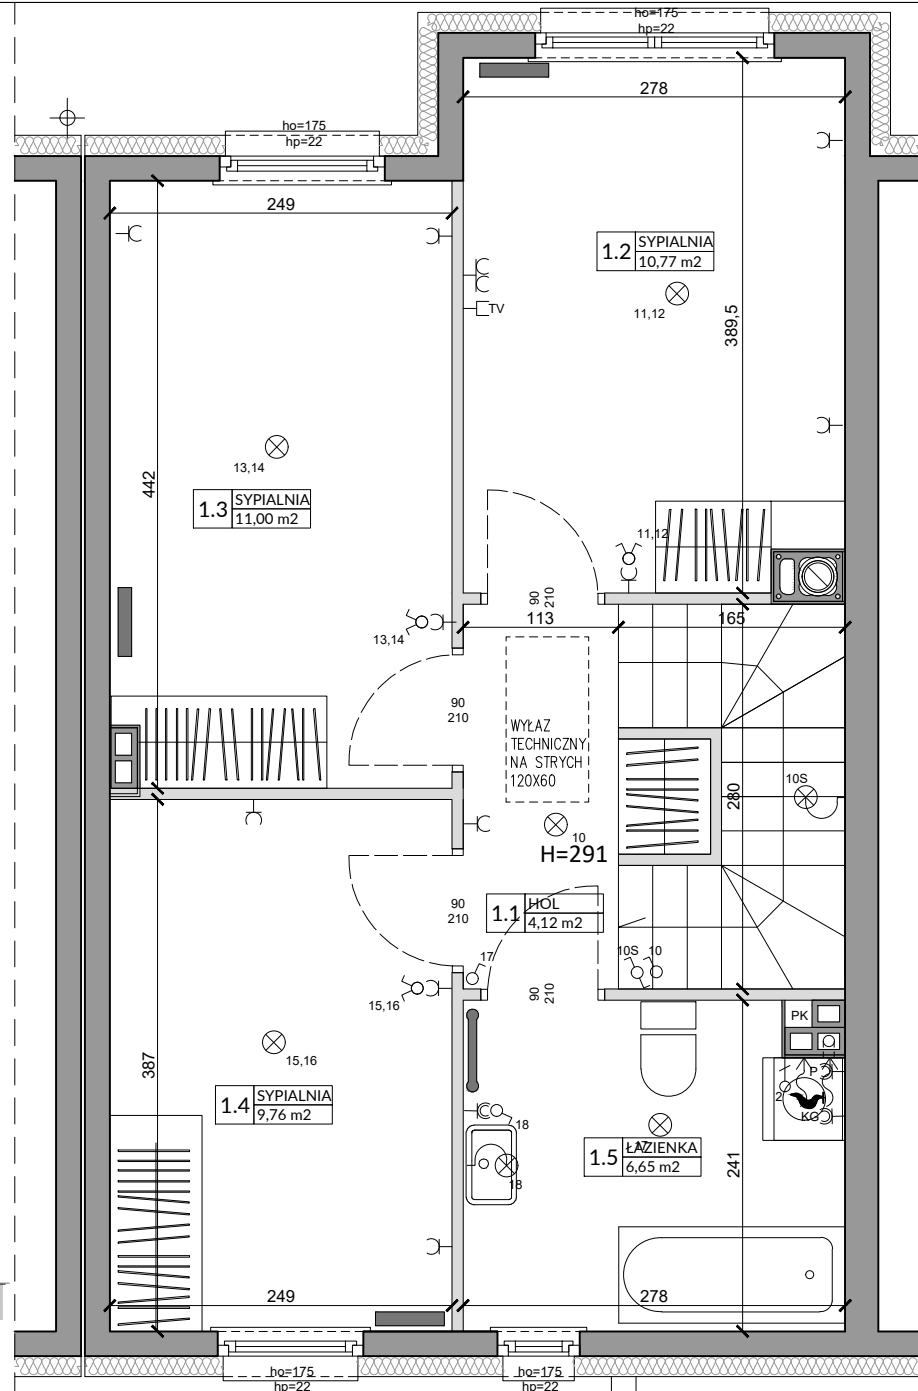 ho=175
hp=22
278
ho=175
hp=22
249
1.2
SYPIALNIA
10,77 m2
11,12
TV
389,5
13,14
442
1.3
SYPIALNIA
11,00 m2
11,12
90
210
113
165
13,14
90
210
WYŁAZ
TECHNICZNY
NA STRYCH
120X60
280
10S
10
H=291
90
210
1.1
HOL
4,12 m2
17
10S
10
90
210
15,16
PK
15,16
387
1.4
SYPIALNIA
9,76 m2
P
2
KG
18
17
1.5
ŁAZIENKA
6,65 m2
18
241
249
278
ho=175
hp=22
ho=175
hp=22